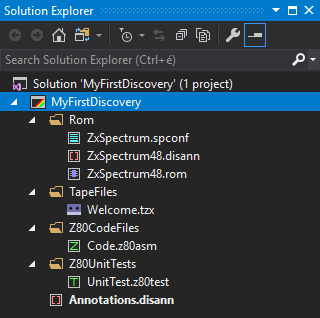 Solution Explorer
Search Solution Explorer (Ctrl+é)
Solution 'MyFirstDiscovery' (1 project)
MyFirstDiscovery
Rom
ZxSpectrum.spconf
ZxSpectrum48.disann
ZxSpectrum48.rom
TapeFiles
Welcome.tzx
Z80CodeFiles
Code.z80asm
Z80UnitTests
UnitTest.z80test
Annotations.disann